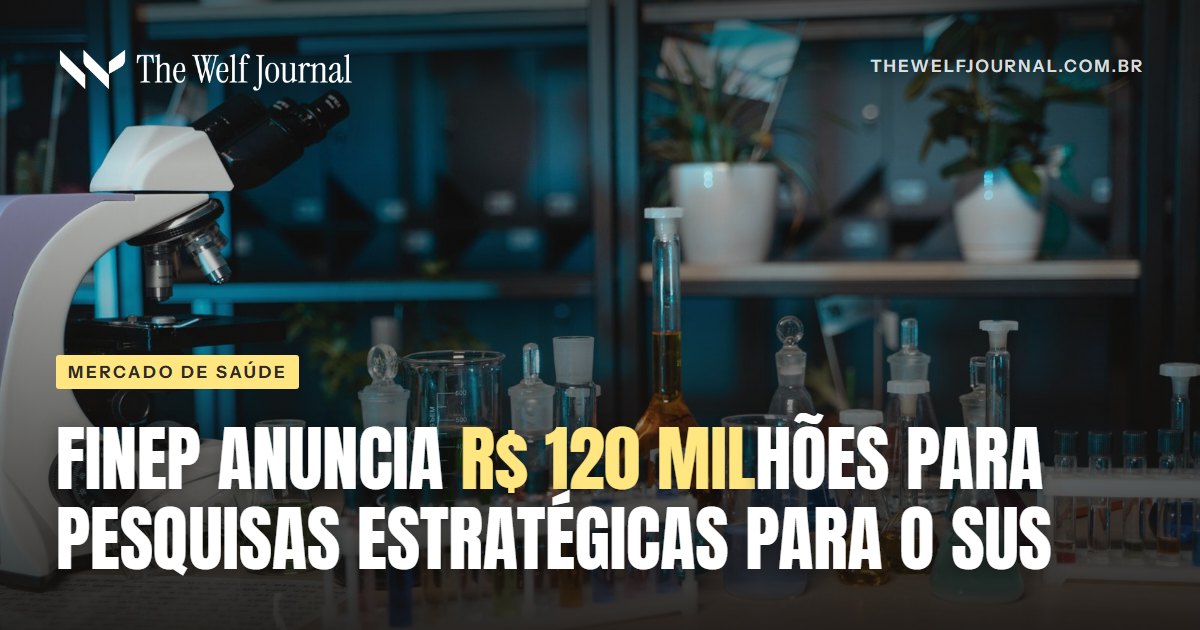 The Welf Journal
THEWELFJOURNAL.COM.BR
MERCADO DE SAÚDE
FINEP ANUNCIA R$ 120 MILHÕES PARA
PESQUISAS ESTRATÉGICAS PARA O SUS